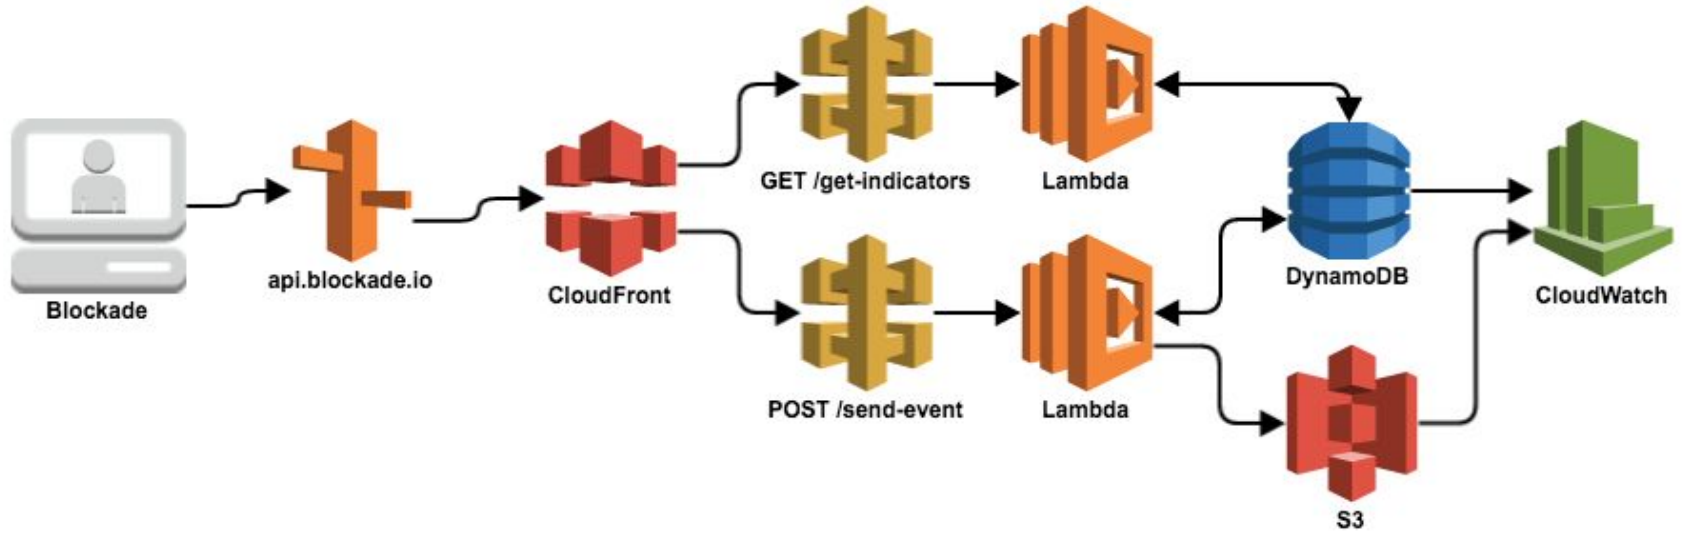 Blockade
api.blockade.io
CloudFront
GET /get-indicators
Lambda
POST /send-event
Lambda
DynamoDB
S3
CloudWatch